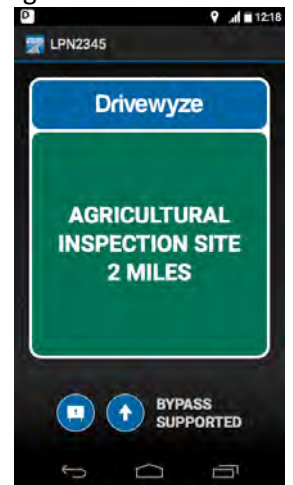 D
12:18
LPN2345
Drivewyze
AGRICULTURAL
INSPECTION SITE
2 MILES
BYPASS
SUPPORTED